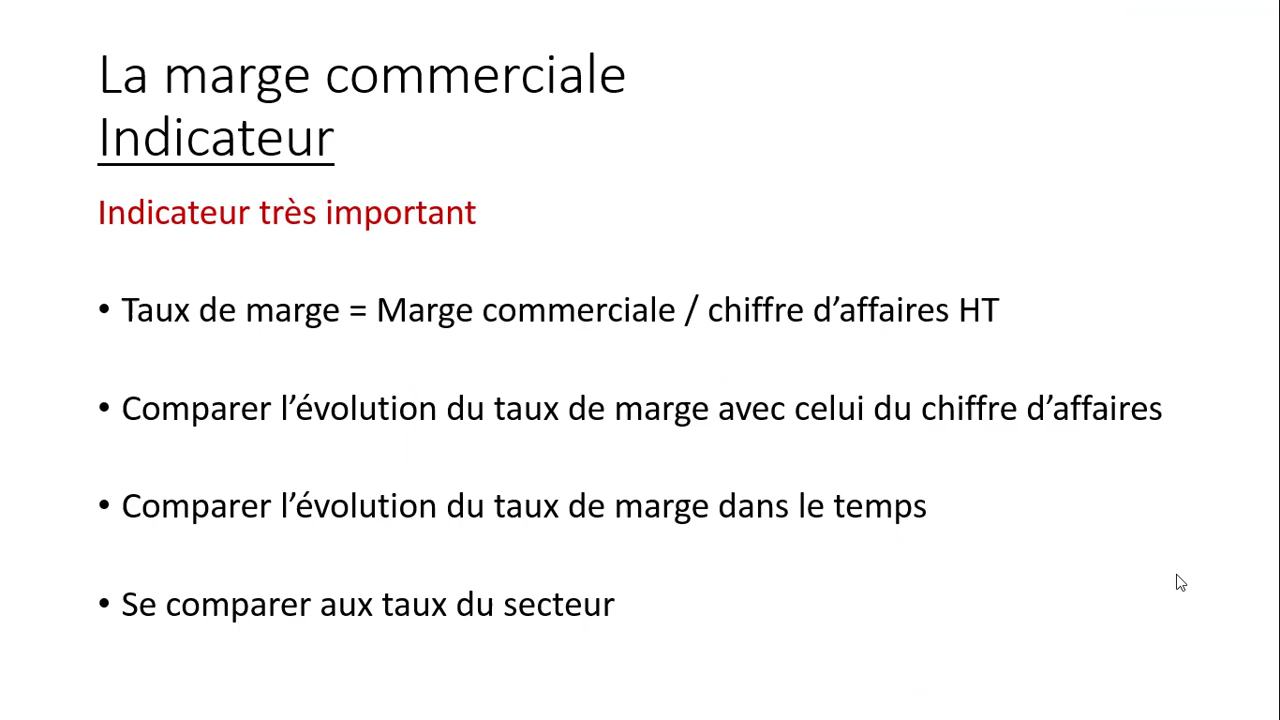 La marge commerciale
Indicateur
Indicateur très important
• Taux de marge = Marge commerciale / chiffre d’affaires HT
• Comparer l’évolution du taux de marge avec celui du chiffre d’affaires
• Comparer l’évolution du taux de marge dans le temps
• Se comparer aux taux du secteur